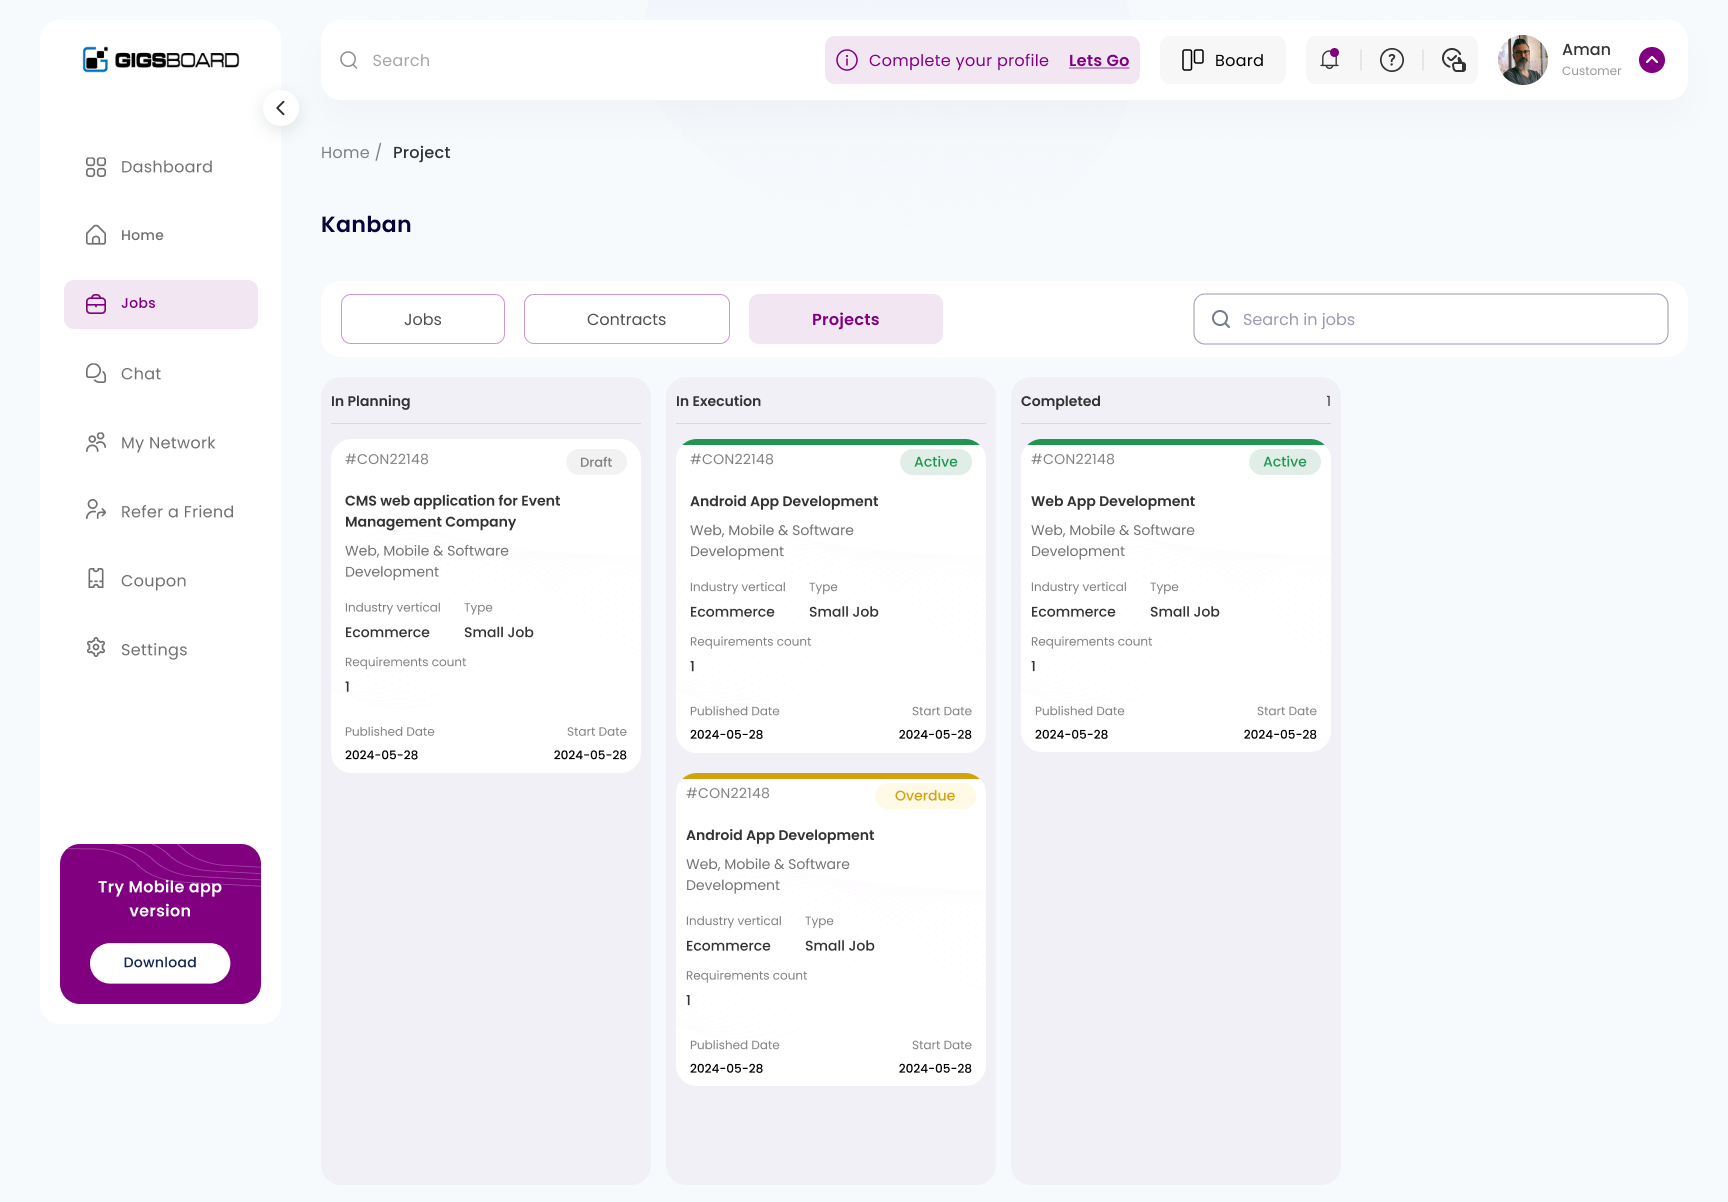 GIGSBOARD
Search
Complete your profile Lets Go
Board
Aman
Customer
Home / Project
Dashboard
Home
Jobs
Chat
My Network
Refer a Friend
Coupon
Settings
Try Mobile app
version
Download
Kanban
Jobs
Contracts
Projects
Search in jobs
In Planning
#CON22148 Draft
CMS web application for Event
Management Company
Web, Mobile & Software
Development
Industry vertical Type
Ecommerce Small Job
Requirements count
1
Published Date Start Date
2024-05-28 2024-05-28
In Execution
#CON22148 Active
Android App Development
Web, Mobile & Software
Development
Industry vertical Type
Ecommerce Small Job
Requirements count
1
Published Date Start Date
2024-05-28 2024-05-28
#CON22148 Overdue
Android App Development
Web, Mobile & Software
Development
Industry vertical Type
Ecommerce Small Job
Requirements count
1
Published Date Start Date
2024-05-28 2024-05-28
Completed 1
#CON22148 Active
Web App Development
Web, Mobile & Software
Development
Industry vertical Type
Ecommerce Small Job
Requirements count
1
Published Date Start Date
2024-05-28 2024-05-28